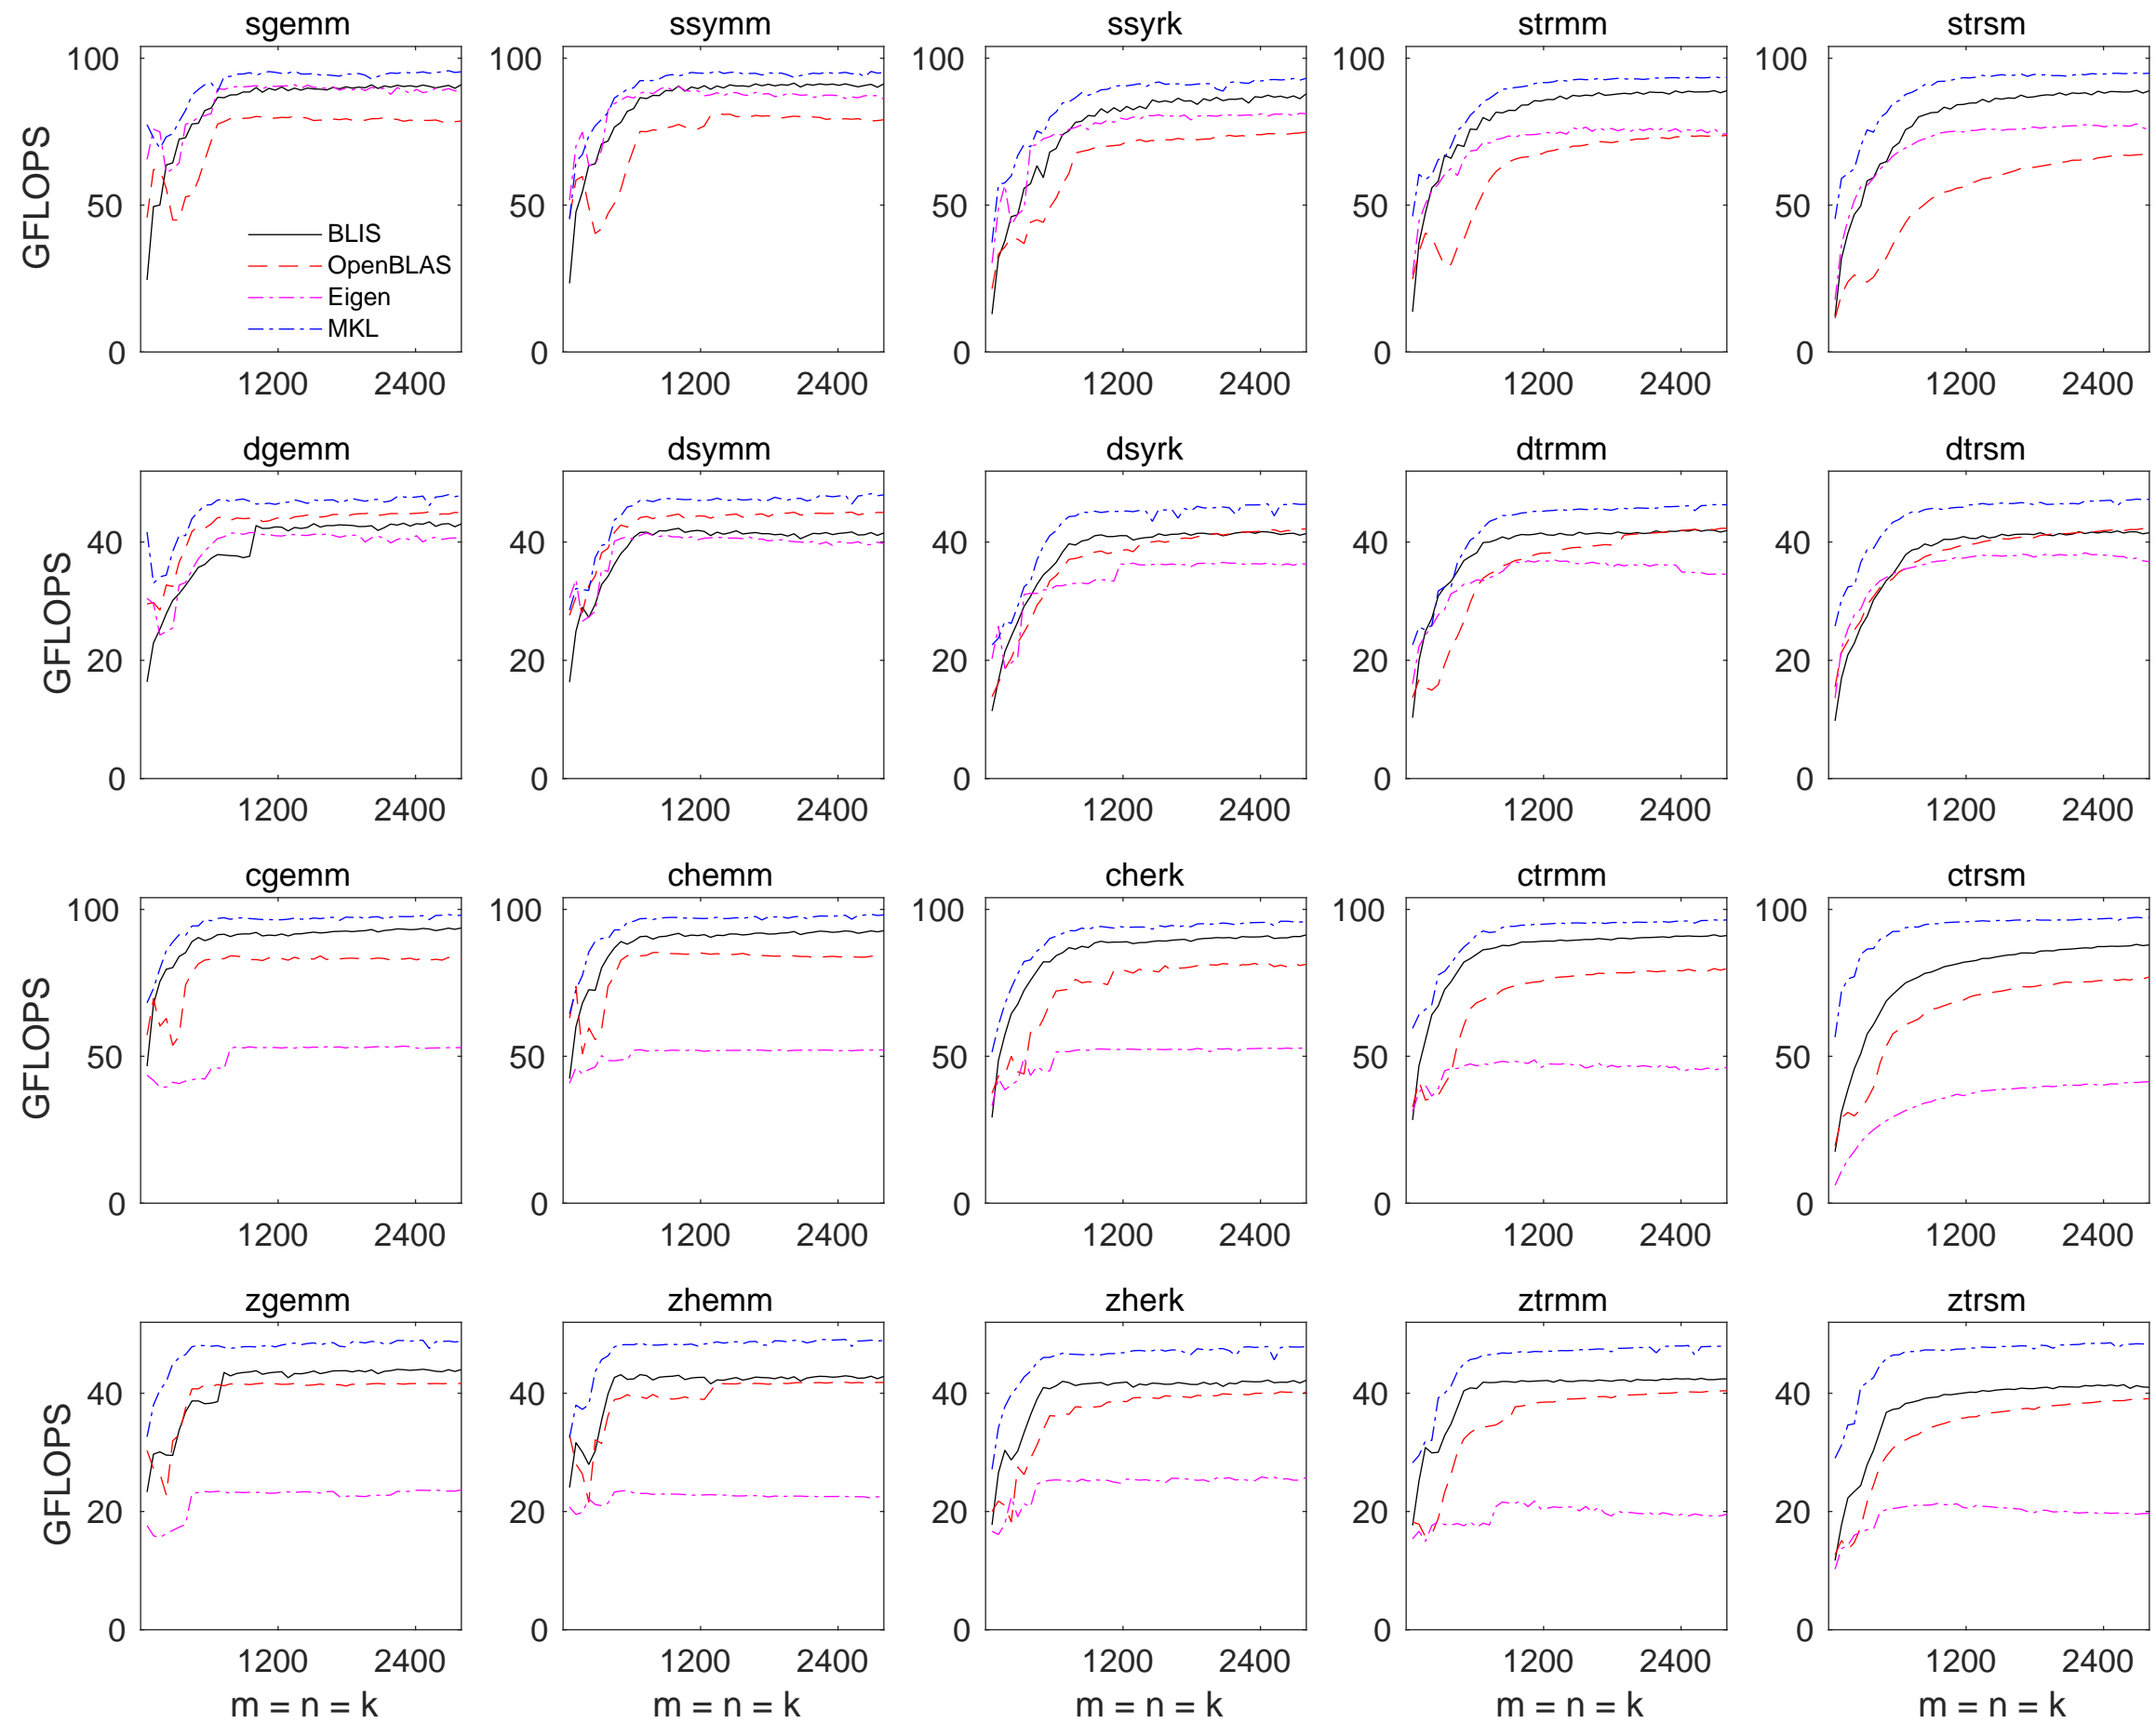 sgemm ssymm ssyrk strmm strsm
100 100 100 100 100
50 50 50 50 50
0 0 0 0 0
GFLOPS
BLIS
OpenBLAS
Eigen
MKL
1200 2400 1200 2400 1200 2400 1200 2400 1200 2400
dgemm dsymm dsyrk dtrmm dtrsm
40 40 40 40 40
20 20 20 20 20
0 0 0 0 0
GFLOPS
1200 2400 1200 2400 1200 2400 1200 2400 1200 2400
cgemm chemm cherk ctrmm ctrsm
100 100 100 100 100
50 50 50 50 50
0 0 0 0 0
GFLOPS
1200 2400 1200 2400 1200 2400 1200 2400 1200 2400
zgemm zhemm zherk ztrmm ztrsm
40 40 40 40 40
20 20 20 20 20
0 0 0 0 0
GFLOPS
1200 2400 1200 2400 1200 2400 1200 2400 1200 2400
m = n = k m = n = k m = n = k m = n = k m = n = k